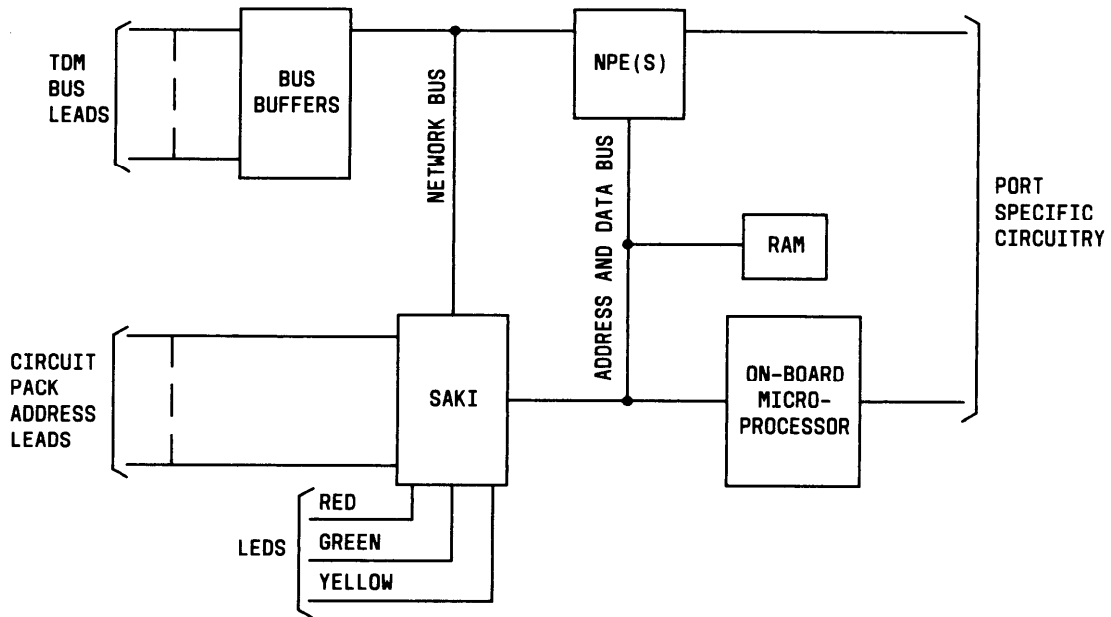 TDM
BUS
LEADS
BUS
BUFFERS
NETWORK BUS
NPE(S)
ADDRESS AND DATA BUS
RAM
PORT
SPECIFIC
CIRCUITRY
CIRCUIT
PACK
ADDRESS
LEADS
SAKI
ON-BOARD
MICRO-
PROCESSOR
LEDS
RED
GREEN
YELLOW